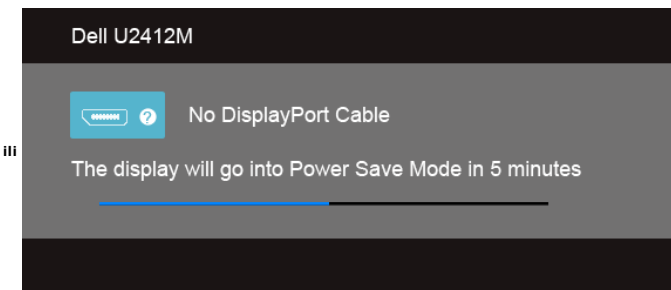 Dell U2412M
? No DisplayPort Cable
ili
The display will go into Power Save Mode in 5 minutes